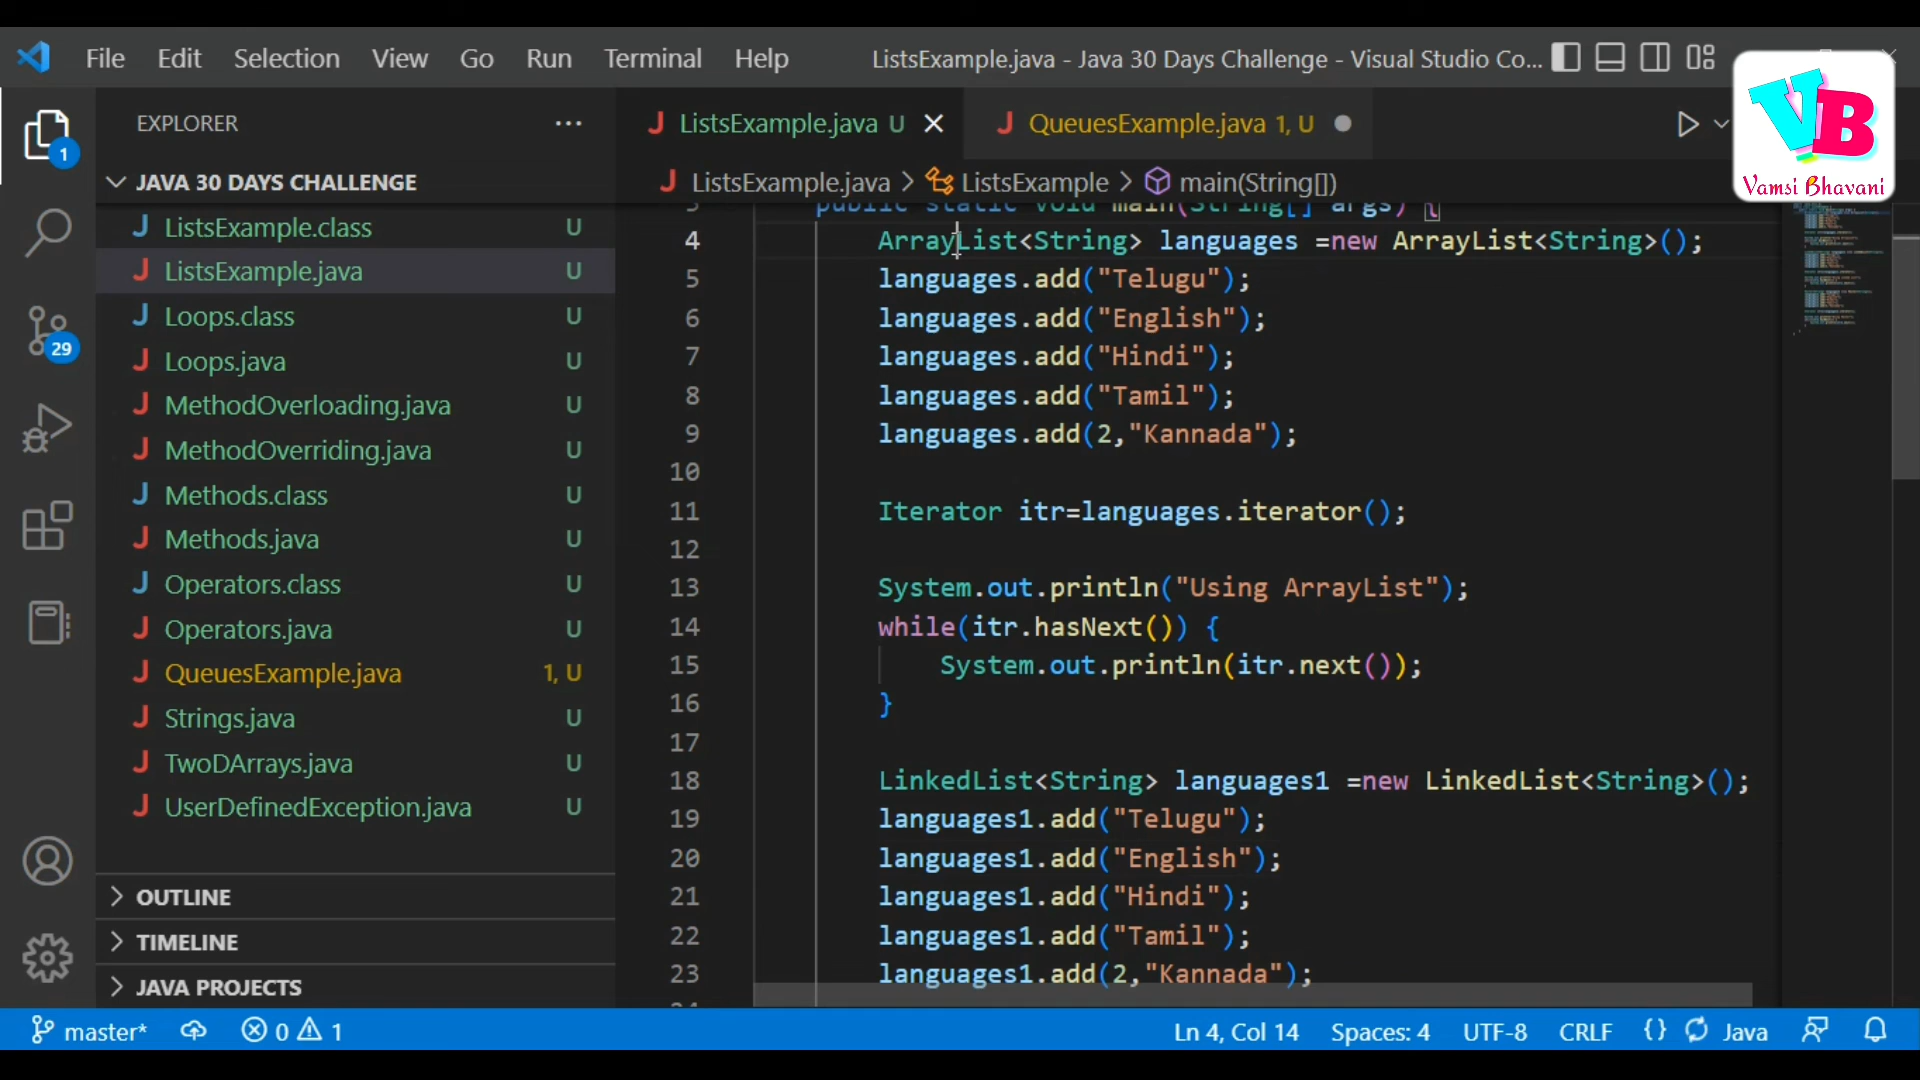 File Edit Selection View Go Run Terminal Help ListsExample.java - Java 30 Days Challenge - Visual Studio Co...
VB
Vamsi Bhavani
EXPLORER ...
JAVA 30 DAYS CHALLENGE
J ListsExample.class U
J ListsExample.java U
J Loops.class U
J Loops.java U
J MethodOverloading.java U
J MethodOverriding.java U
J Methods.class U
J Methods.java U
J Operators.class U
J Operators.java U
J QueuesExample.java 1, U
J Strings.java U
J TwoDArrays.java U
J UserDefinedException.java U
OUTLINE
TIMELINE
JAVA PROJECTS
1
29
J ListsExample.java U J QueuesExample.java 1, U
J ListsExample.java > ListsExample > main(String[])
3 public static void main(String[] args) {
4 ArrayList<String> languages =new ArrayList<String>();
5 languages.add("Telugu");
6 languages.add("English");
7 languages.add("Hindi");
8 languages.add("Tamil");
9 languages.add(2,"Kannada");
10
11 Iterator itr=languages.iterator();
12
13 System.out.println("Using ArrayList");
14 while(itr.hasNext()) {
15 System.out.println(itr.next());
16 }
17
18 LinkedList<String> languages1 =new LinkedList<String>();
19 languages1.add("Telugu");
20 languages1.add("English");
21 languages1.add("Hindi");
22 languages1.add("Tamil");
23 languages1.add(2,"Kannada");
master* 0 1 Ln 4, Col 14 Spaces: 4 UTF-8 CRLF {} Java